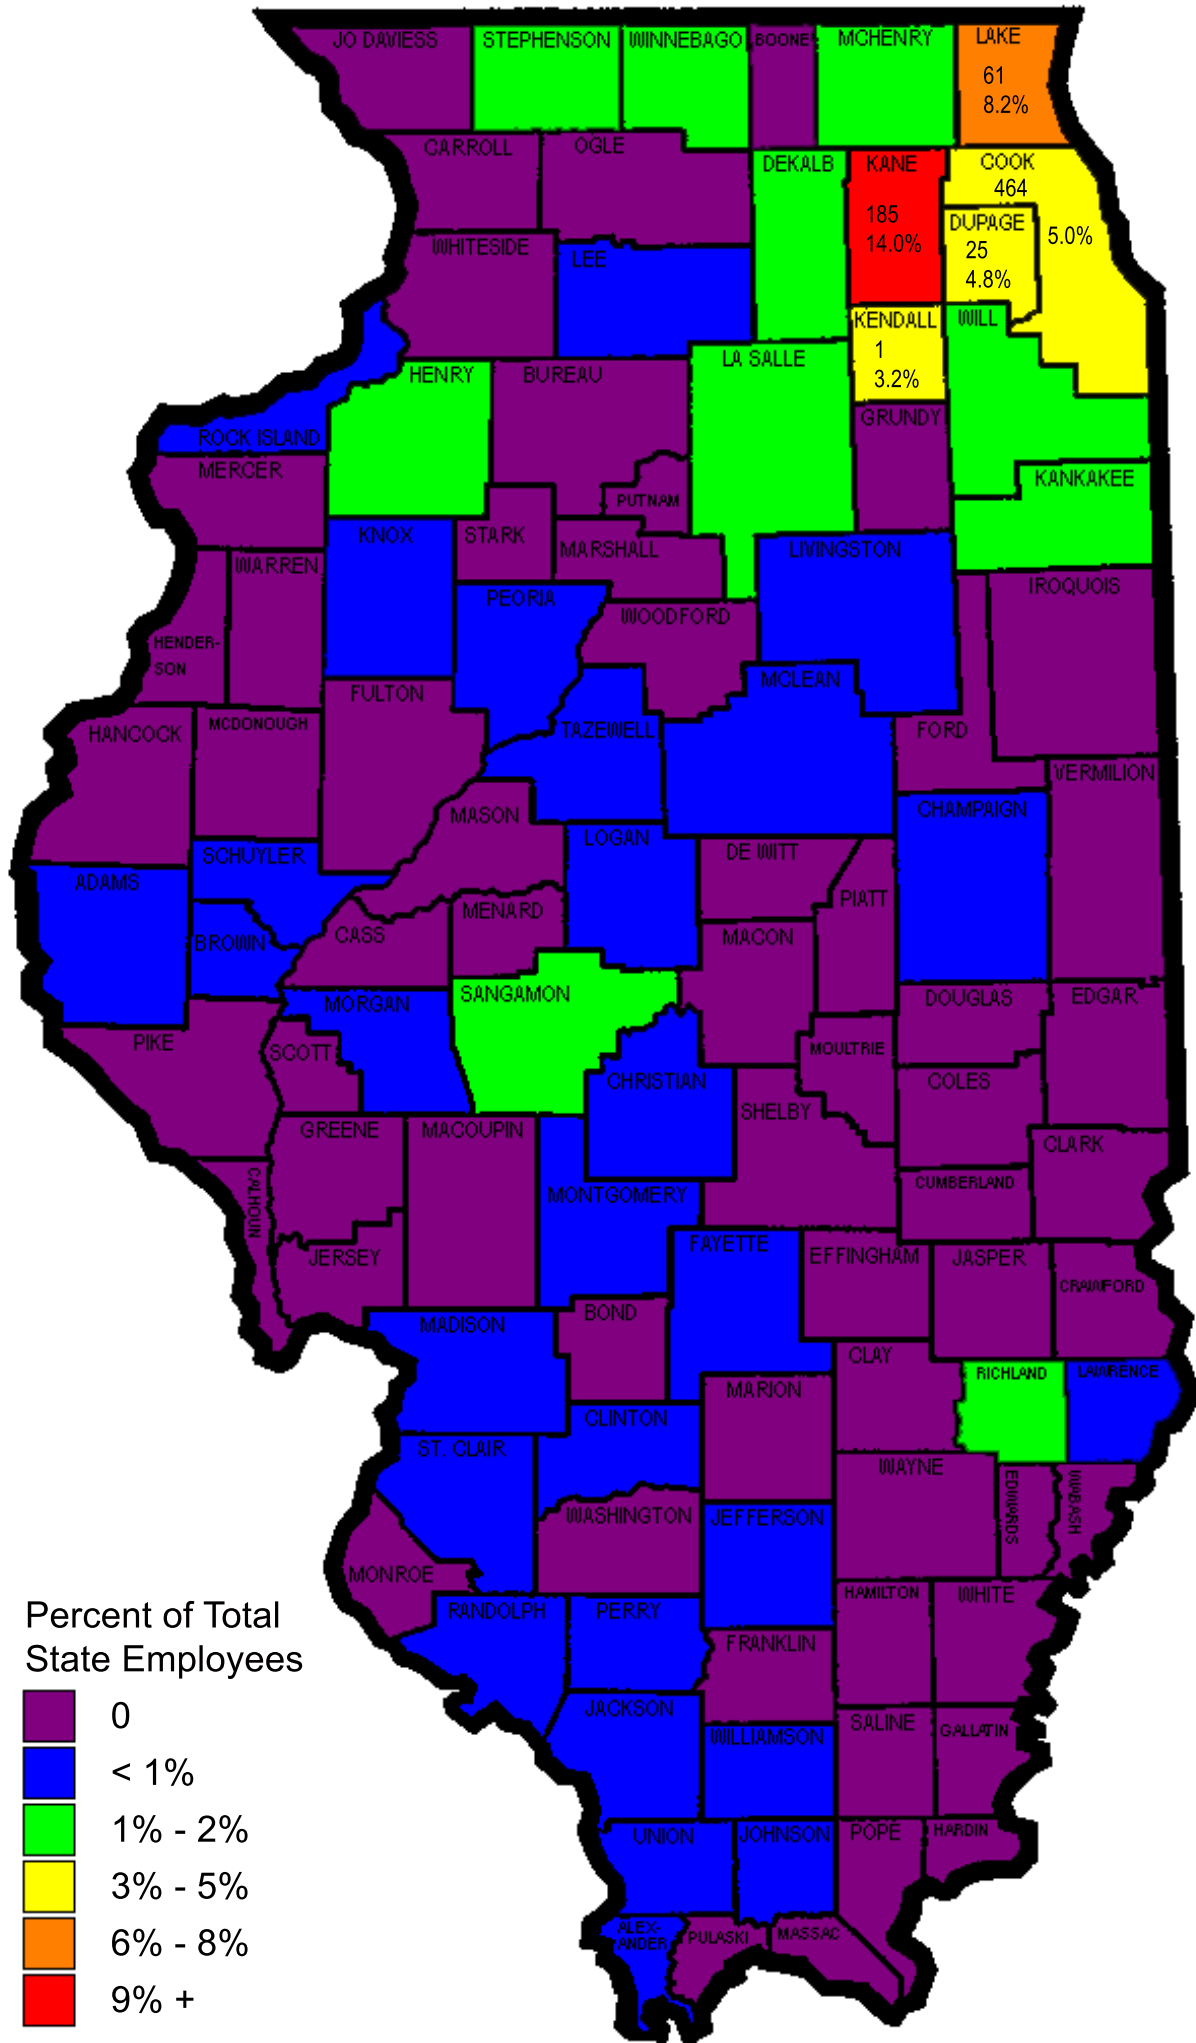 JO DAVIESS
STEPHENSON
WINNEBAGO
BOONE
MCHENRY
LAKE
61
8.2%
CARROLL
OGLE
DEKALB
KANE
185
14.0%
COOK
464
5.0%
DUPAGE
25
4.8%
WHITESIDE
LEE
KENDALL
1
3.2%
WILL
ROCK ISLAND
HENRY
BUREAU
LA SALLE
GRUNDY
MERCER
PUTNAM
KANKAKEE
KNOX
STARK
MARSHALL
LIVINGSTON
WARREN
HENDER-
SON
PEORIA
WOODFORD
IROQUOIS
FULTON
MCLEAN
HANCOCK
MCDONOUGH
TAZEWELL
FORD
VERMILION
MASON
CHAMPAIGN
SCHUYLER
LOGAN
DE WITT
ADAMS
PIATT
BROWN
CASS
MENARD
MACON
MORGAN
SANGAMON
DOUGLAS
EDGAR
PIKE
SCOTT
MOULTRIE
CHRISTIAN
COLES
SHELBY
GREENE
MACOUPIN
CLARK
CALHOUN
MONTGOMERY
CUMBERLAND
JERSEY
FAYETTE
EFFINGHAM
JASPER
CRAWFORD
MADISON
BOND
CLAY
RICHLAND
LAWRENCE
MARION
CLINTON
ST. CLAIR
WAYNE
EDWARDS
WABASH
WASHINGTON
JEFFERSON
MONROE
RANDOLPH
PERRY
HAMILTON
WHITE
FRANKLIN
JACKSON
WILLIAMSON
SALINE
GALLATIN
UNION
JOHNSON
POPE
HARDIN
ALEX-
ANDER
PULASKI
MASSAC
Percent of Total
State Employees
0
< 1%
1% - 2%
3% - 5%
6% - 8%
9% +